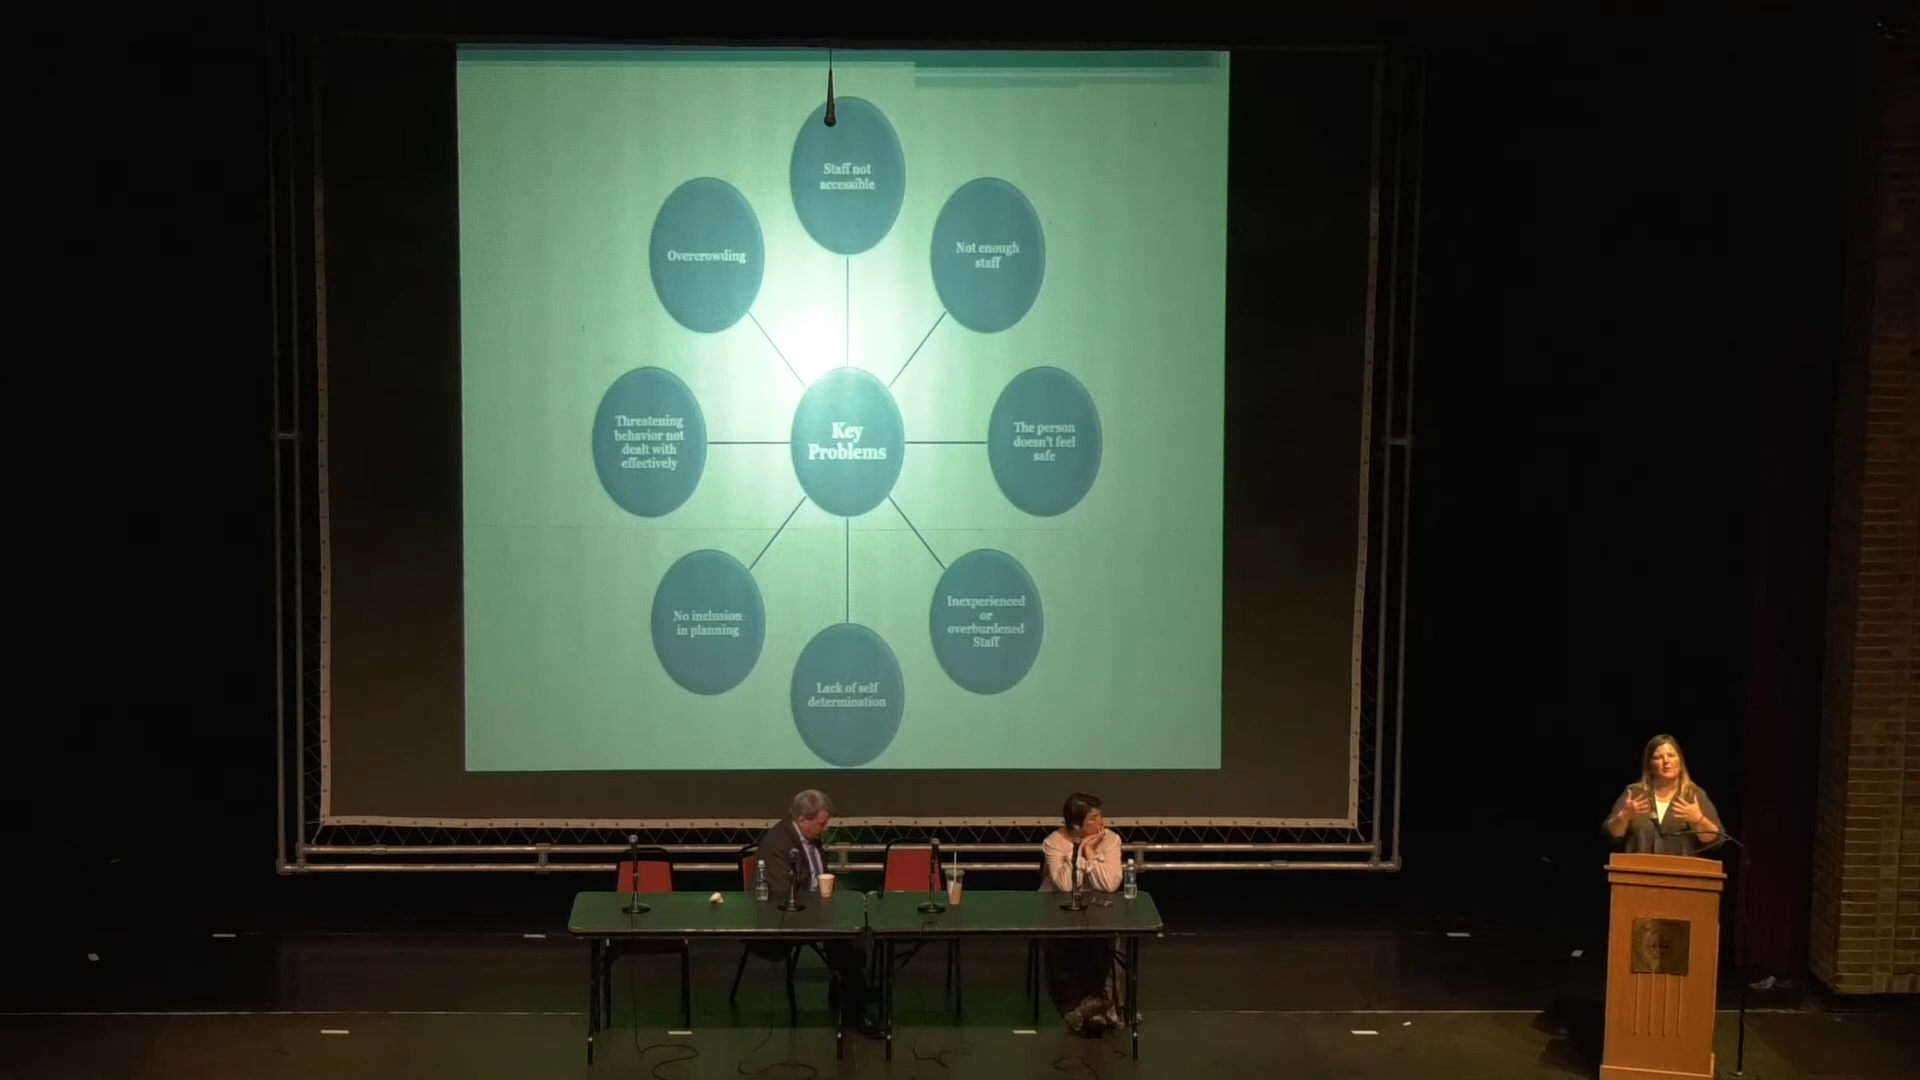 Staff not
accessible
Overcrowding
Not enough
staff
Threatening
behavior not
dealt with
effectively
Key
Problems
The person
doesn't feel
safe
No inclusion
in planning
Inexperienced
or
overburdened
Staff
Lack of self
determination